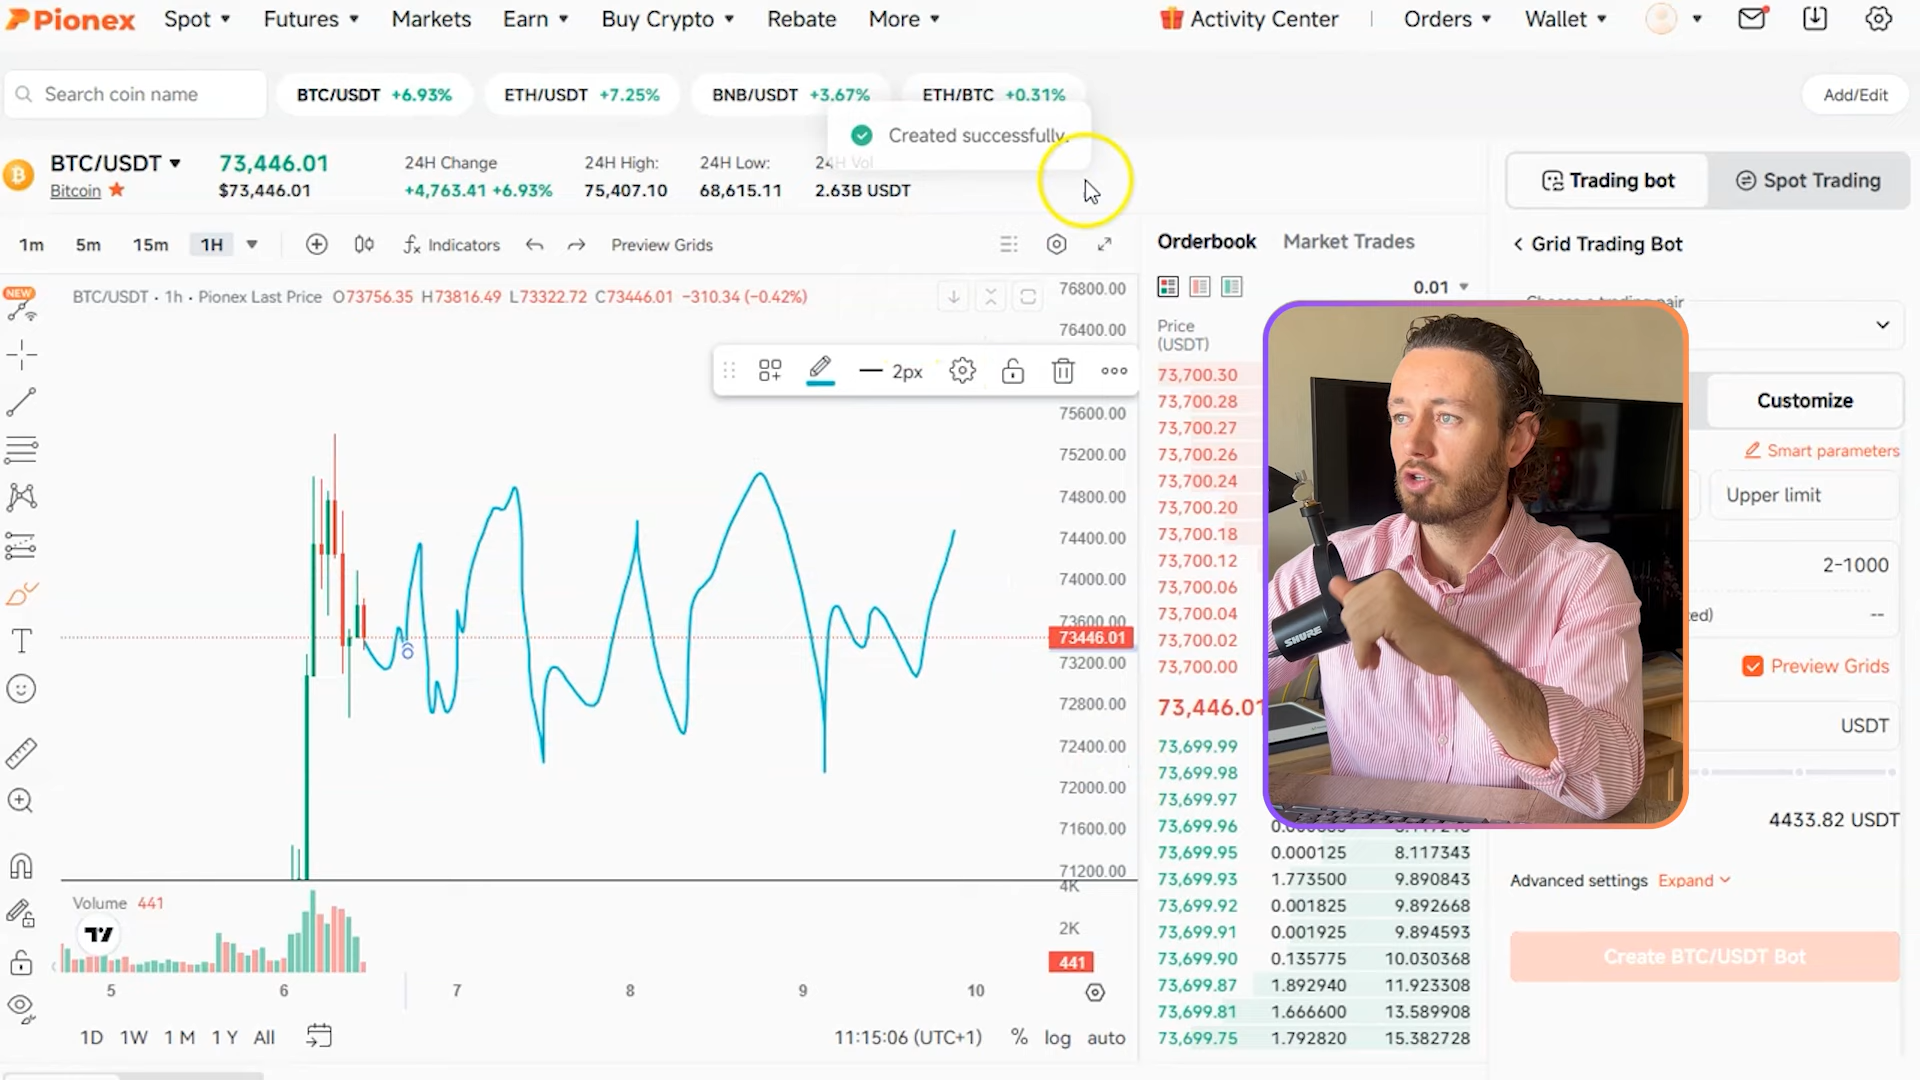 Pionex Spot Futures Markets Earn Buy Crypto Rebate More Activity Center Orders Wallet
Search coin name BTC/USDT +6.93% ETH/USDT +7.25% BNB/USDT +3.67% ETH/BTC +0.31% Add/Edit
Created successfully.
BTC/USDT 73,446.01 24H Change 24H High: 24H Low: 24H Vol
Bitcoin $73,446.01 +4,763.41 +6.93% 75,407.10 68,615.11 2.63B USDT
Trading bot Spot Trading
1m 5m 15m 1H Indicators Preview Grids
Orderbook Market Trades
Grid Trading Bot
NEW
BTC/USDT · 1h · Pionex Last Price O73756.35 H73816.49 L73322.72 C73446.01 −310.34 (−0.42%)
2px
76800.00
76400.00
75600.00
75200.00
74800.00
74400.00
74000.00
73600.00
73446.01
73200.00
72800.00
72400.00
72000.00
71600.00
71200.00
Volume 441
4K
2K
441
5 6 7 8 9 10
1D 1W 1M 1Y All 11:15:06 (UTC+1) % log auto
0.01
Price
(USDT)
73,700.30
73,700.28
73,700.27
73,700.26
73,700.24
73,700.20
73,700.18
73,700.12
73,700.06
73,700.04
73,700.02
73,700.00
73,446.01
73,699.99
73,699.98
73,699.97
73,699.96
73,699.95 0.000125 8.117343
73,699.93 1.773500 9.890843
73,699.92 0.001825 9.892668
73,699.91 0.001925 9.894593
73,699.90 0.135775 10.030368
73,699.87 1.892940 11.923308
73,699.81 1.666600 13.589908
73,699.75 1.792820 15.382728
SHURE
Customize
Smart parameters
Upper limit
2-1000
--
Preview Grids
USDT
4433.82 USDT
Advanced settings Expand
Create BTC/USDT Bot